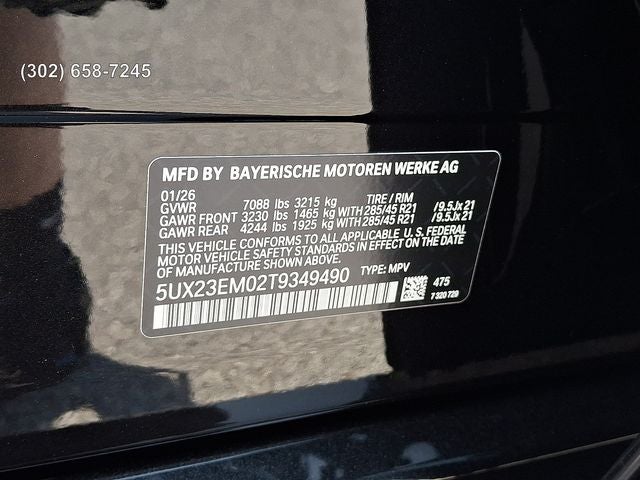 (302) 658-7245
MFD BY BAYERISCHE MOTOREN WERKE AG
01/26 TIRE / RIM
GVWR 7088 lbs 3215 kg
GAWR FRONT 3230 lbs 1465 kg WITH 285/45 R21 /9.5Jx21
GAWR REAR 4244 lbs 1925 kg WITH 285/45 R21 /9.5Jx21
THIS VEHICLE CONFORMS TO ALL APPLICABLE U.S. FEDERAL
MOTOR VEHICLE SAFETY STANDARDS IN EFFECT ON THE DATE
OF MANUFACTURE SHOWN ABOVE.
5UX23EM02T9349490 TYPE: MPV
475
7 320 729